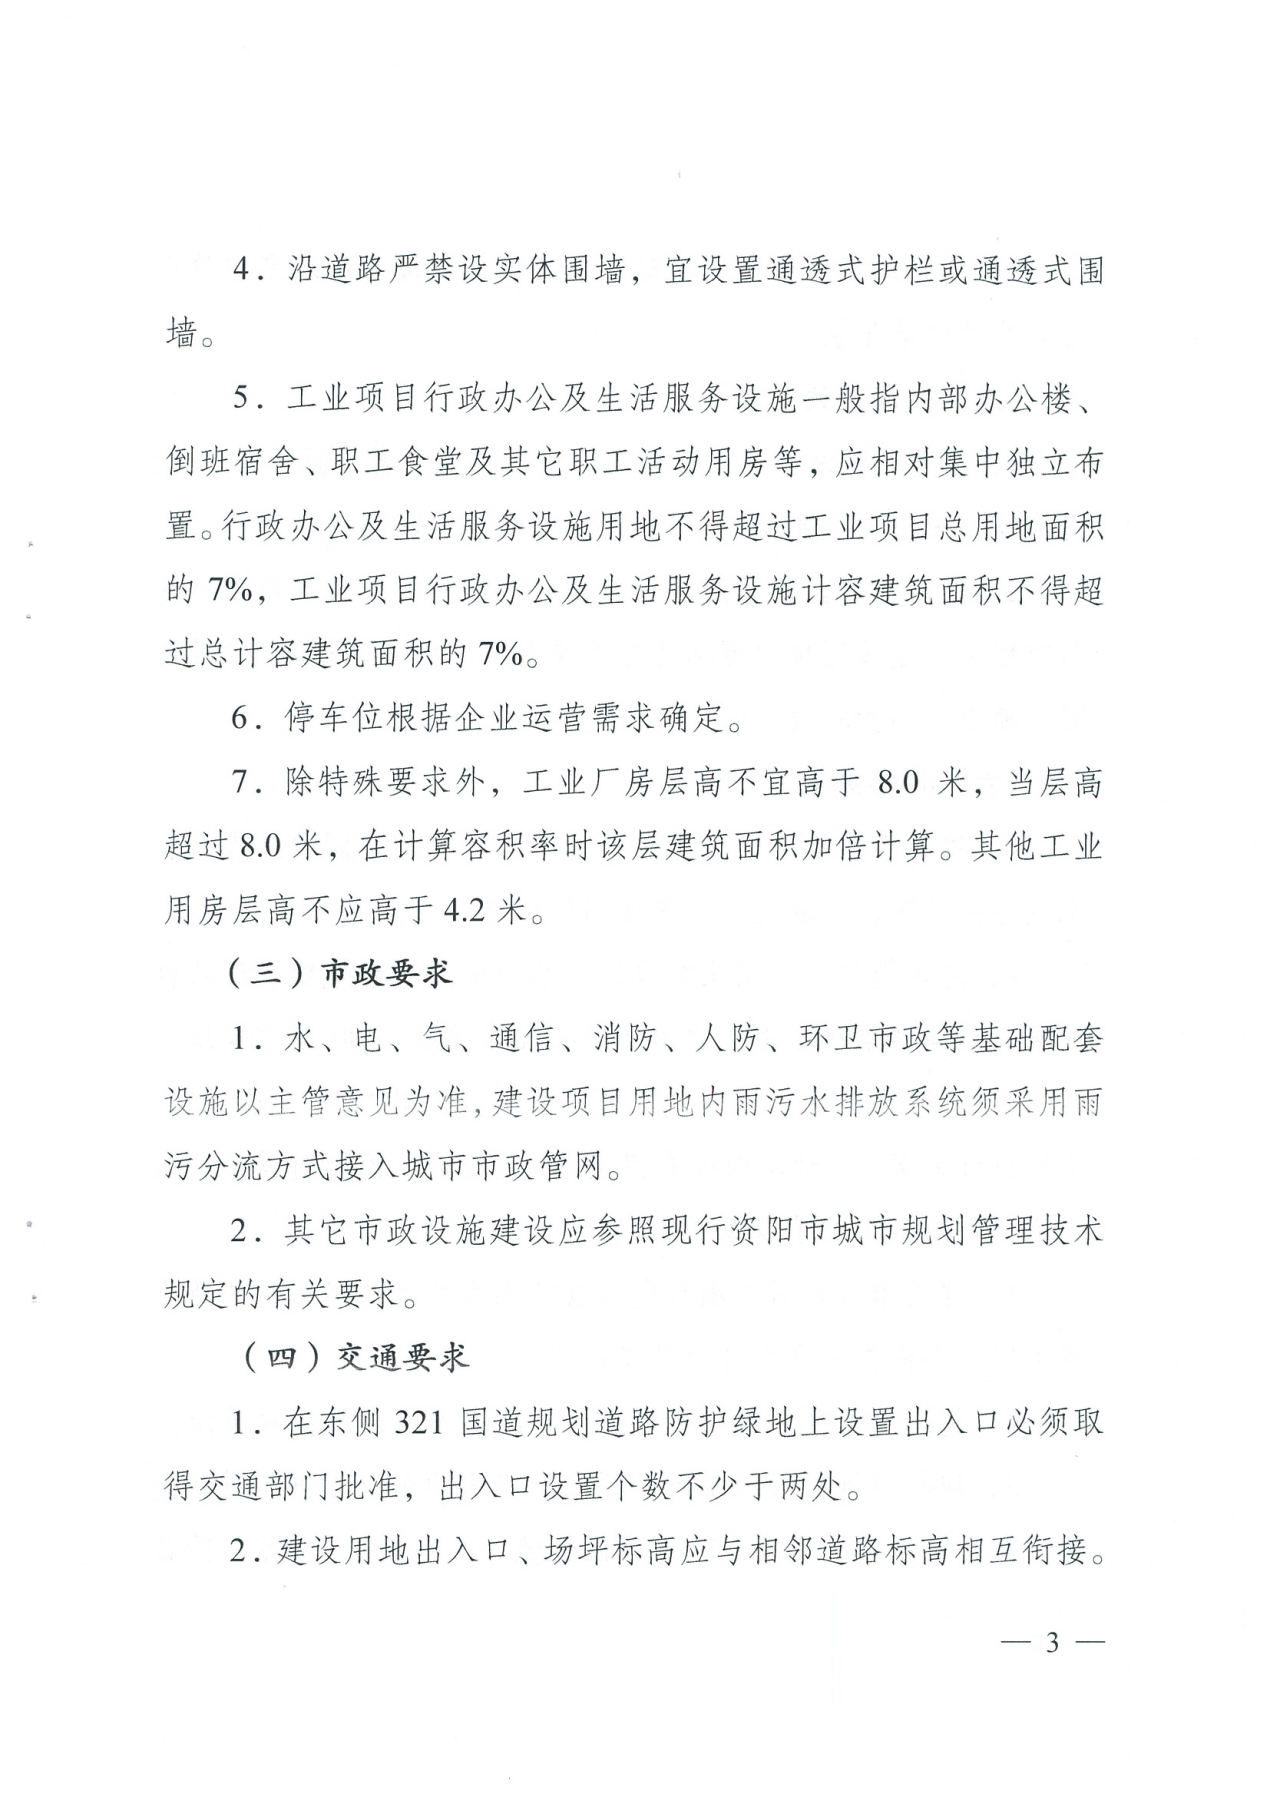 4. 沿道路严禁设实体围墙，宜设置通透式护栏或通透式围
墙。
5. 工业项目行政办公及生活服务设施一般指内部办公楼、
倒班宿舍、职工食堂及其它职工活动用房等，应相对集中独立布
置。行政办公及生活服务设施用地不得超过工业项目总用地面积
的 7%，工业项目行政办公及生活服务设施计容建筑面积不得超
过总计容建筑面积的 7%。
6. 停车位根据企业运营需求确定。
7. 除特殊要求外，工业厂房层高不宜高于 8.0 米，当层高
超过 8.0 米，在计算容积率时该层建筑面积加倍计算。其他工业
用房层高不应高于 4.2 米。
（三）市政要求
1. 水、电、气、通信、消防、人防、环卫市政等基础配套
设施以主管意见为准，建设项目用地内雨污水排放系统须采用雨
污分流方式接入城市市政管网。
2. 其它市政设施建设应参照现行资阳市城市规划管理技术
规定的有关要求。
（四）交通要求
1. 在东侧 321 国道规划道路防护绿地上设置出入口必须取
得交通部门批准，出入口设置个数不少于两处。
2. 建设用地出入口、场坪标高应与相邻道路标高相互衔接。
— 3 —